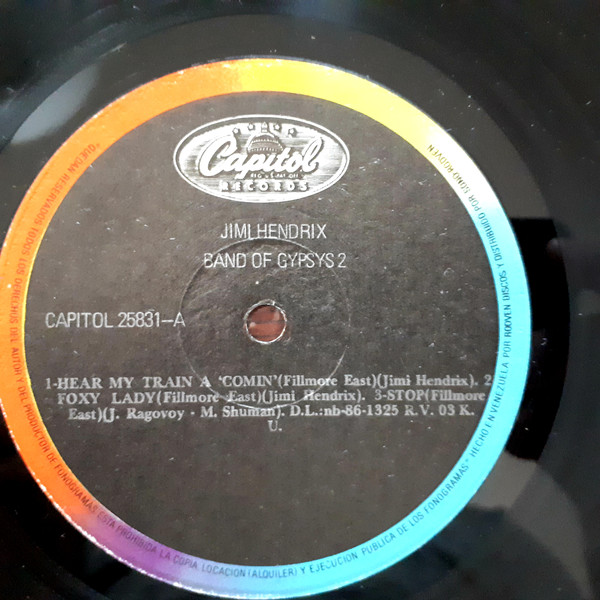 Capitol
RECORDS
JIMI HENDRIX
BAND OF GYPSYS 2
CAPITOL 25831-A
1-HEAR MY TRAIN A 'COMIN'(Fillmore East)(Jimi Hendrix). 2
FOXY LADY(Fillmore East)(Jimi Hendrix). 3-STOP(Fillmore
East)(J. Ragovoy - M. Shuman). D.L.:nb-86-1325 R.V. 03 K.
U.
"QUEDAN RESERVADOS TODOS LOS DERECHOS DEL AUTOR Y DEL PRODUCTOR DE FONOGRAMAS ESTA PROHIBIDA LA COPIA, LOCACION (ALQUILER) Y EJECUCION PUBLICA DE LOS FONOGRAMAS" HECHO EN VENEZUELA POR RODVEN DISCOS Y DISTRIBUIDO POR SONO-RODVEN